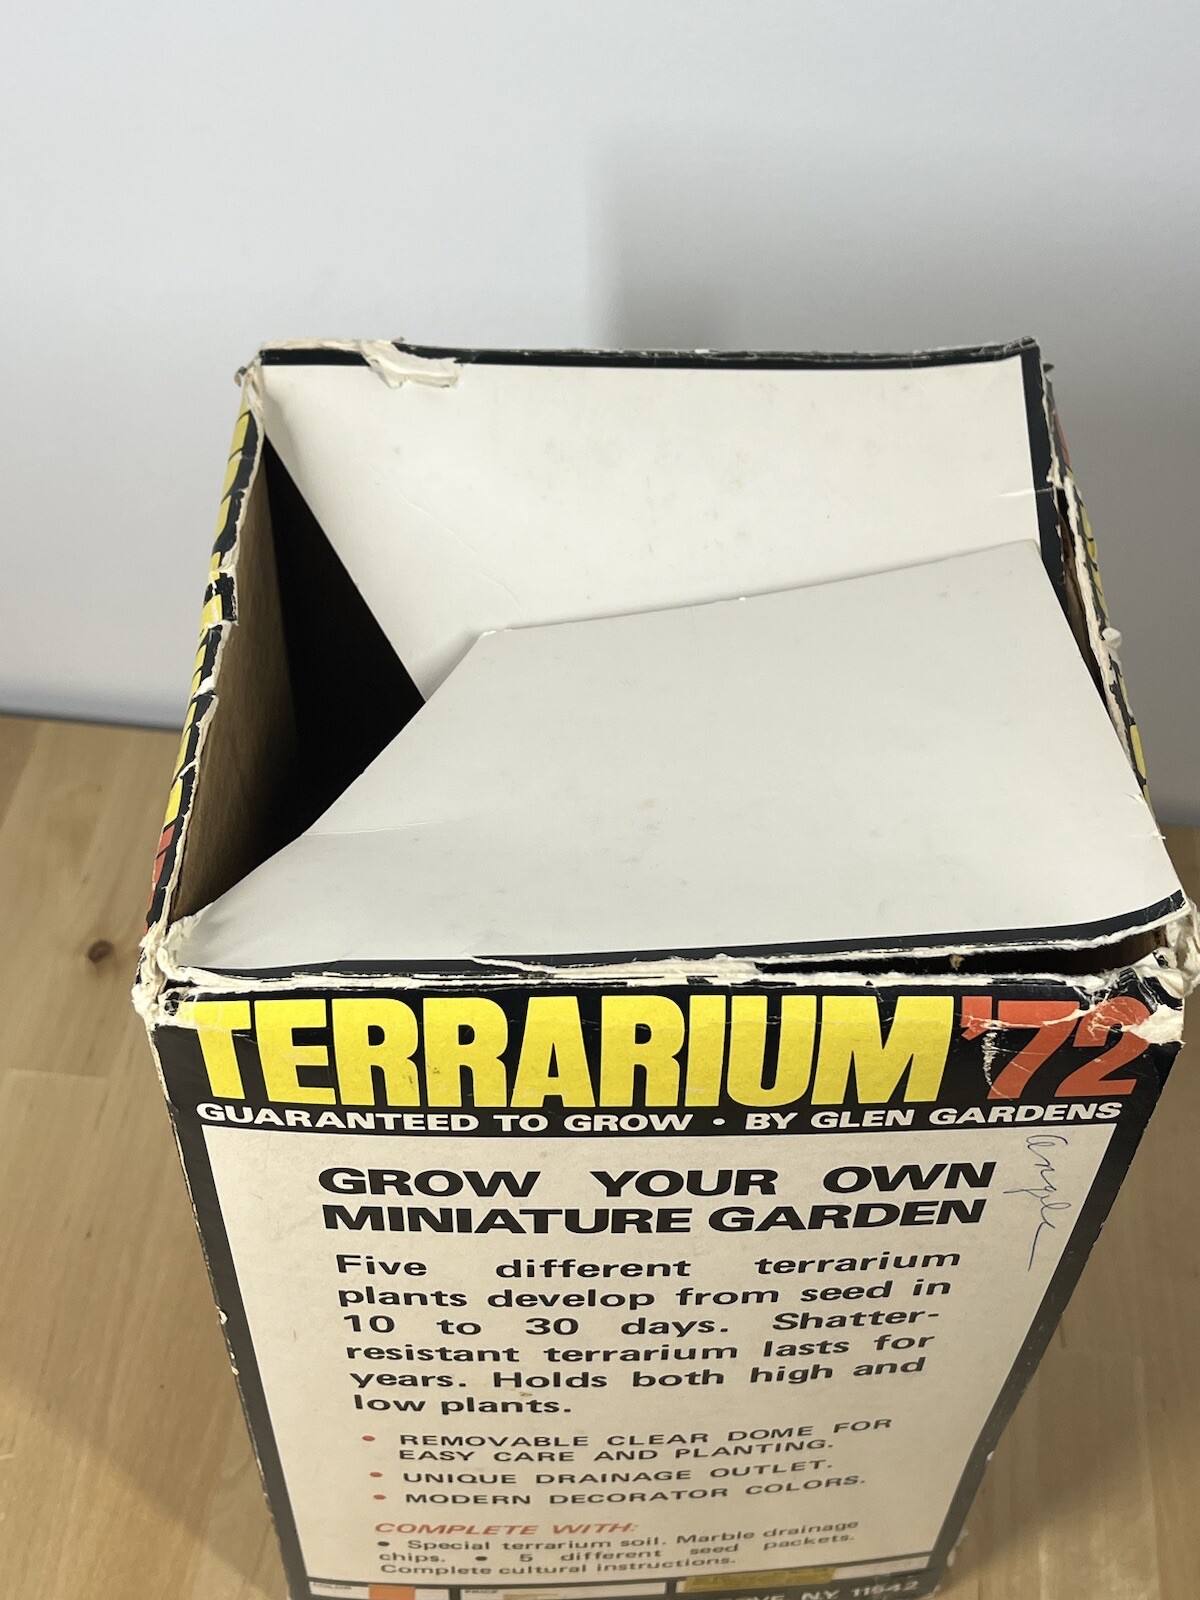 TERRARIUM '72
GUARANTEED TO GROW • BY GLEN GARDENS
angele
GROW YOUR OWN
MINIATURE GARDEN
Five different terrarium
plants develop from seed in
10 to 30 days. Shatter-
resistant terrarium lasts for
years. Holds both high and
low plants.
• REMOVABLE CLEAR DOME FOR
EASY CARE AND PLANTING.
• UNIQUE DRAINAGE OUTLET.
• MODERN DECORATOR COLORS.
COMPLETE WITH:
• Special terrarium soil. Marble drainage
chips. • 5 different seed packets.
Complete cultural instructions.
COLOR
PRICE
N.Y. 11542